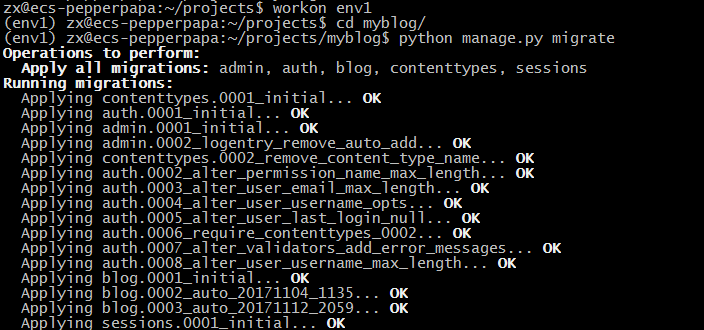 zx@ecs-pepperpapa:~/projects$ workon env1
(env1) zx@ecs-pepperpapa:~/projects$ cd myblog/
(env1) zx@ecs-pepperpapa:~/projects/myblog$ python manage.py migrate
Operations to perform:
  Apply all migrations: admin, auth, blog, contenttypes, sessions
Running migrations:
  Applying contenttypes.0001_initial... OK
  Applying auth.0001_initial... OK
  Applying admin.0001_initial... OK
  Applying admin.0002_logentry_remove_auto_add... OK
  Applying contenttypes.0002_remove_content_type_name... OK
  Applying auth.0002_alter_permission_name_max_length... OK
  Applying auth.0003_alter_user_email_max_length... OK
  Applying auth.0004_alter_user_username_opts... OK
  Applying auth.0005_alter_user_last_login_null... OK
  Applying auth.0006_require_contenttypes_0002... OK
  Applying auth.0007_alter_validators_add_error_messages... OK
  Applying auth.0008_alter_user_username_max_length... OK
  Applying blog.0001_initial... OK
  Applying blog.0002_auto_20171104_1135... OK
  Applying blog.0003_auto_20171112_2059... OK
  Applying sessions.0001_initial... OK